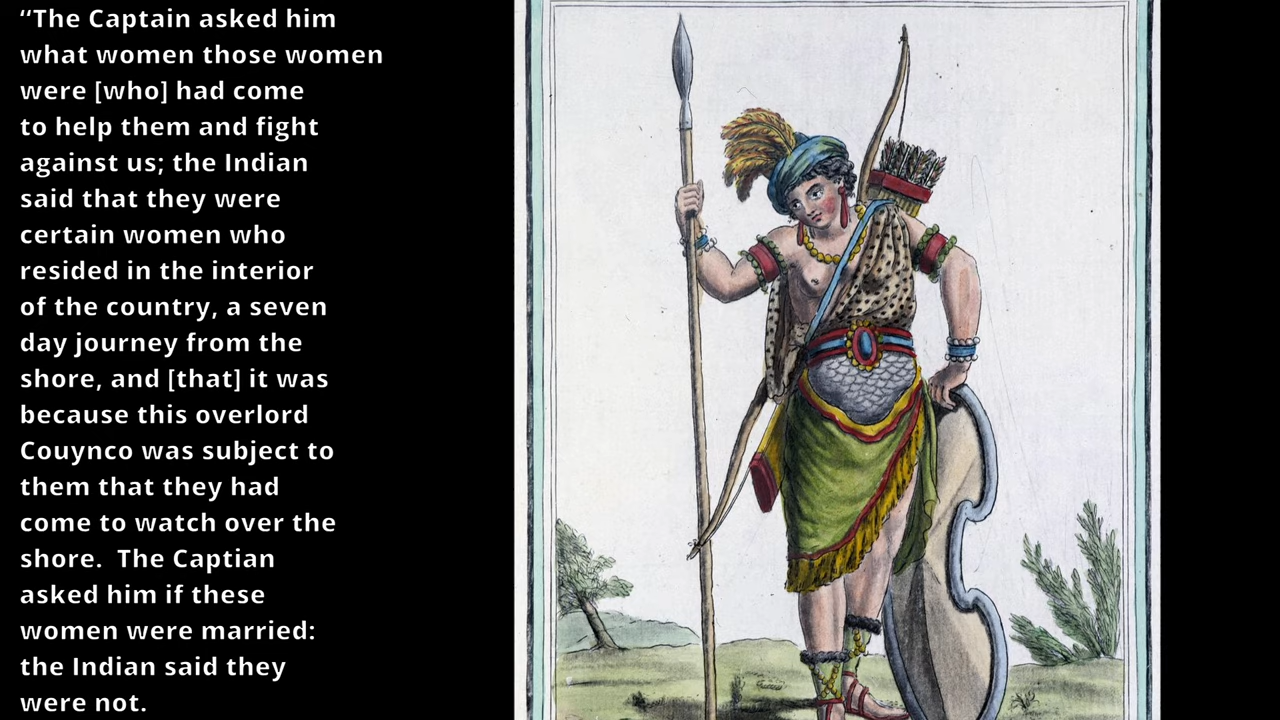 “The Captain asked him
what women those women
were [who] had come
to help them and fight
against us; the Indian
said that they were
certain women who
resided in the interior
of the country, a seven
day journey from the
shore, and [that] it was
because this overlord
Couynco was subject to
them that they had
come to watch over the
shore.  The Captian
asked him if these
women were married:
the Indian said they
were not.